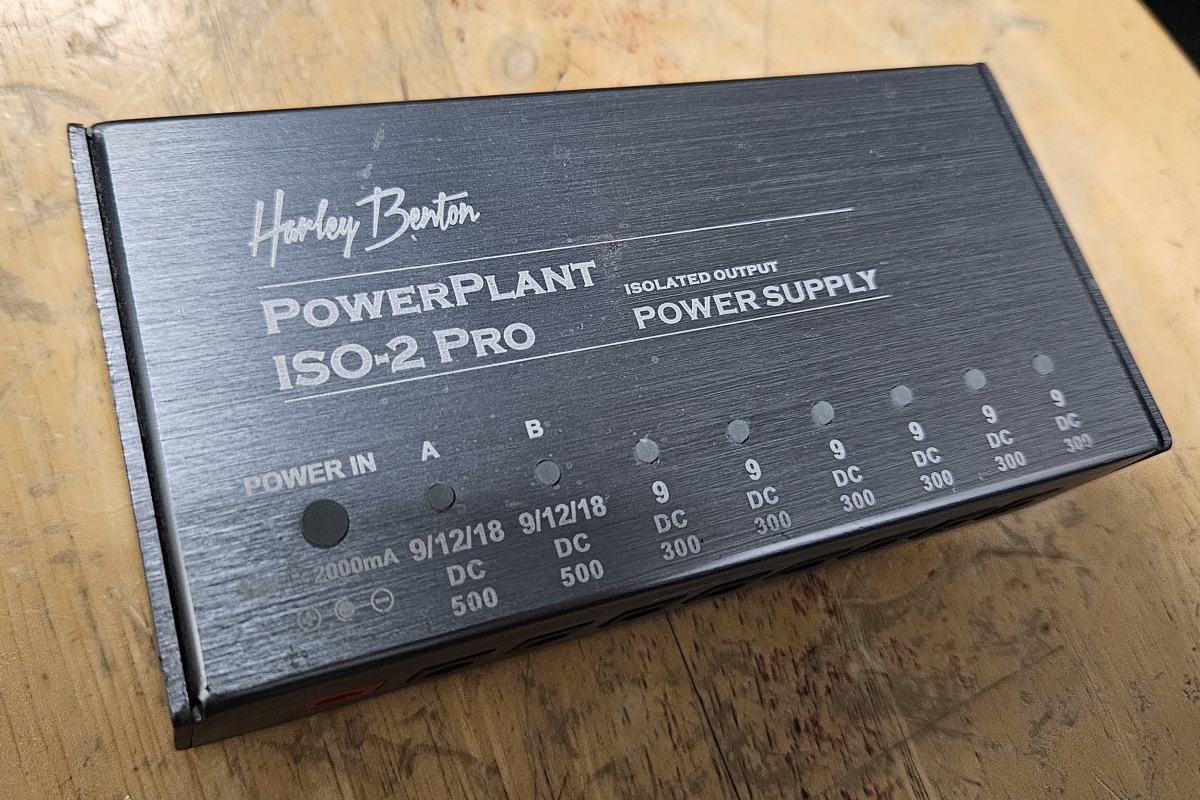 Harley Benton
POWERPLANT
ISO-2 PRO
ISOLATED OUTPUT
POWER SUPPLY
POWER IN
A
B
2000mA
9/12/18
DC
500
9/12/18
DC
500
9
DC
300
9
DC
300
9
DC
300
9
DC
300
9
DC
300
9
DC
300